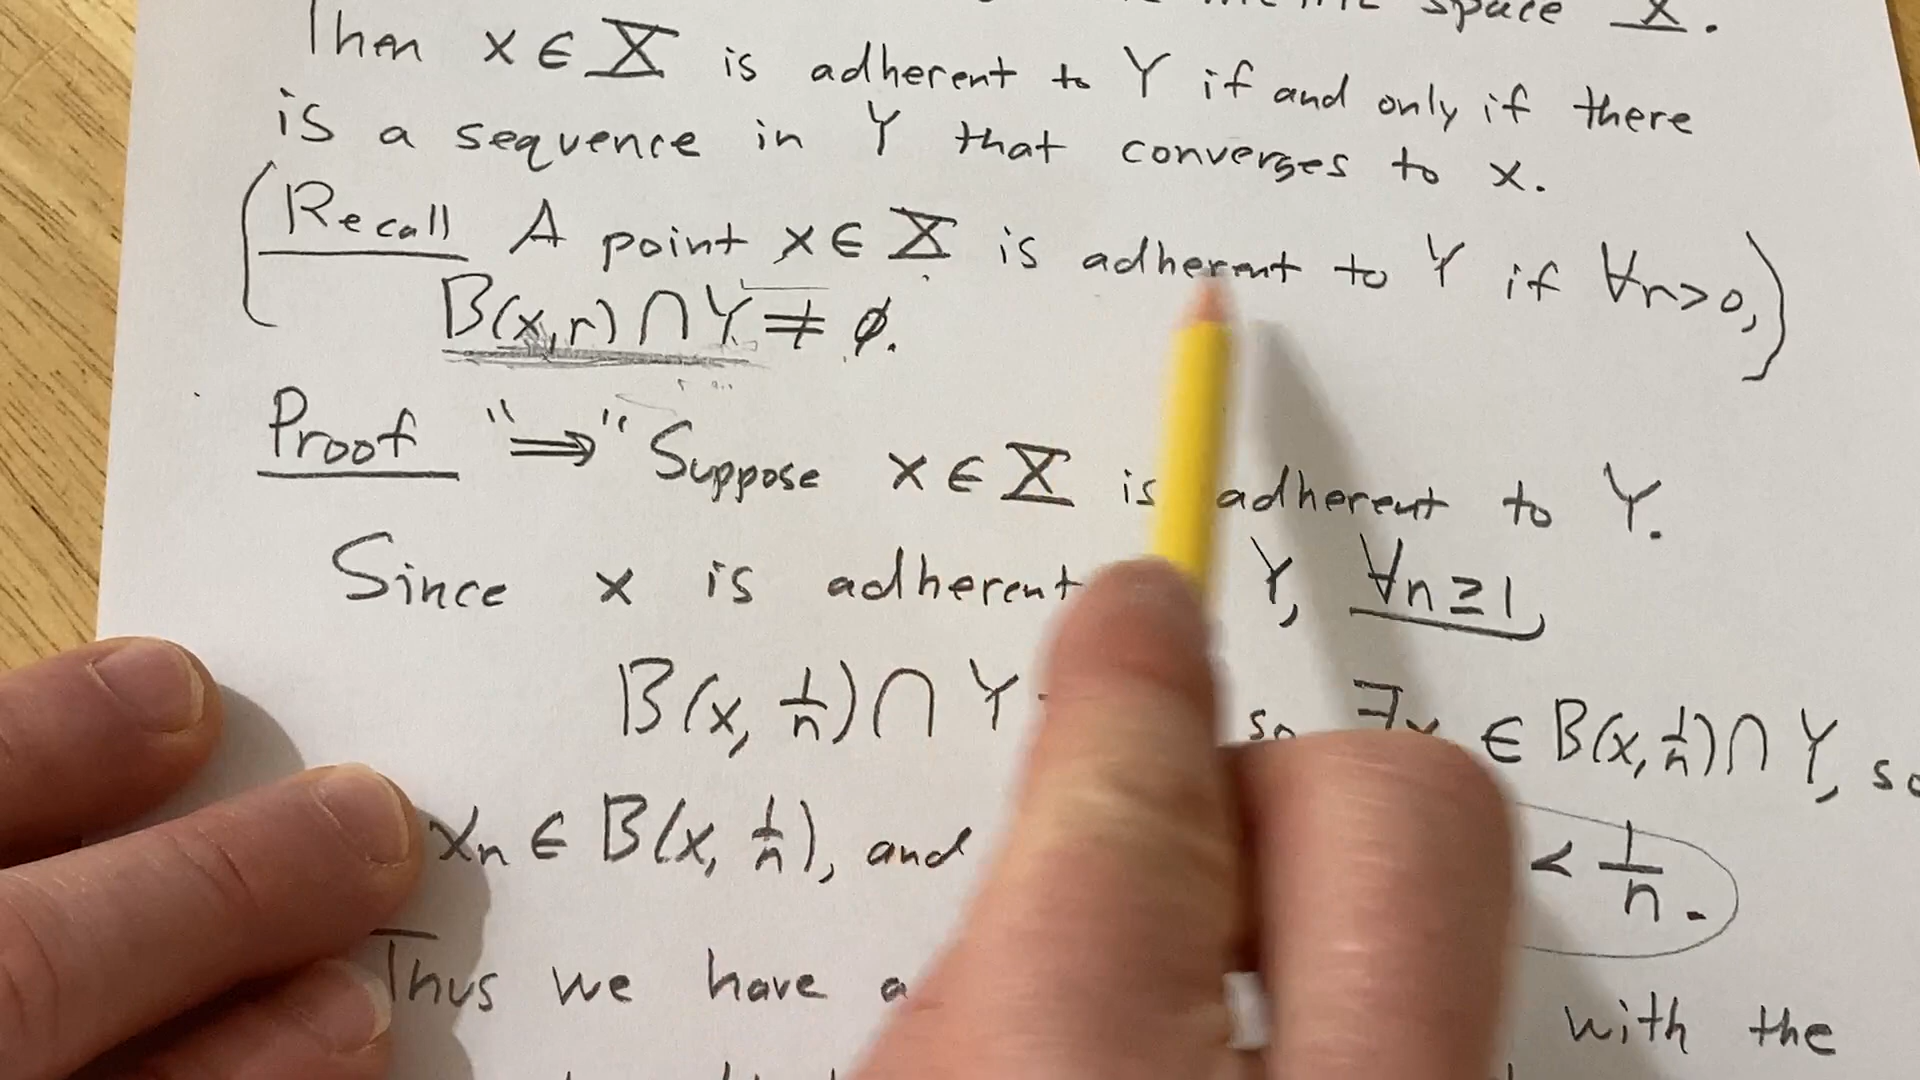 space X.
Then x ∈ X is adherent to Y if and only if there
is a sequence in Y that converges to x.
(Recall A point x ∈ X is adherent to Y if ∀r>0,)
B(x,r) ∩ Y ≠ ∅.
Proof "⇒" Suppose x ∈ X is adherent to Y.
Since x is adherent Y, ∀n≥1,
B(x, 1/n) ∩ Y so ∃x ∈ B(x, 1/n) ∩ Y, so
xn ∈ B(x, 1/n), and < 1/n.
Thus we have a with the